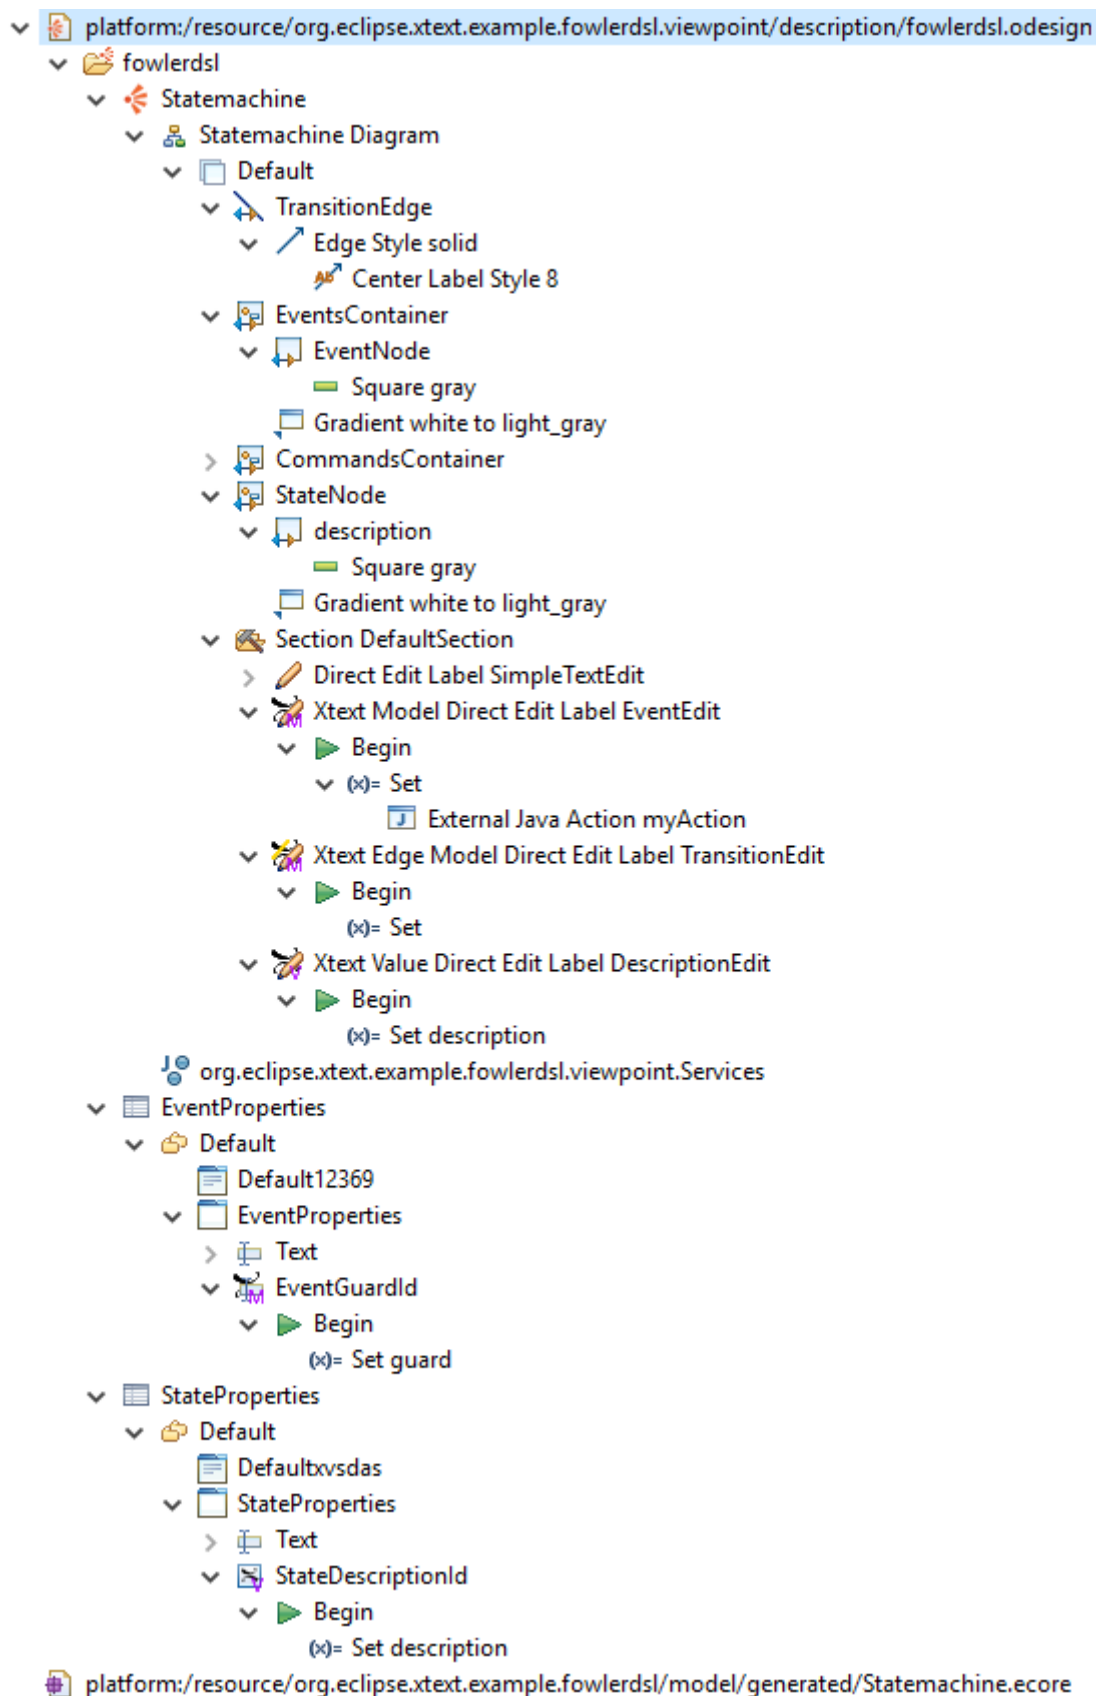 platform:/resource/org.eclipse.xtext.example.fowlerdsl.viewpoint/description/fowlerdsl.odesign
fowlerdsl
Statemachine
Statemachine Diagram
Default
TransitionEdge
Edge Style solid
Center Label Style 8
EventsContainer
EventNode
Square gray
Gradient white to light_gray
CommandsContainer
StateNode
description
Square gray
Gradient white to light_gray
Section DefaultSection
Direct Edit Label SimpleTextEdit
Xtext Model Direct Edit Label EventEdit
Begin
(x)= Set
External Java Action myAction
Xtext Edge Model Direct Edit Label TransitionEdit
Begin
(x)= Set
Xtext Value Direct Edit Label DescriptionEdit
Begin
(x)= Set description
org.eclipse.xtext.example.fowlerdsl.viewpoint.Services
EventProperties
Default
Default12369
EventProperties
Text
EventGuardId
Begin
(x)= Set guard
StateProperties
Default
Defaultxvsdas
StateProperties
Text
StateDescriptionId
Begin
(x)= Set description
platform:/resource/org.eclipse.xtext.example.fowlerdsl/model/generated/Statemachine.ecore